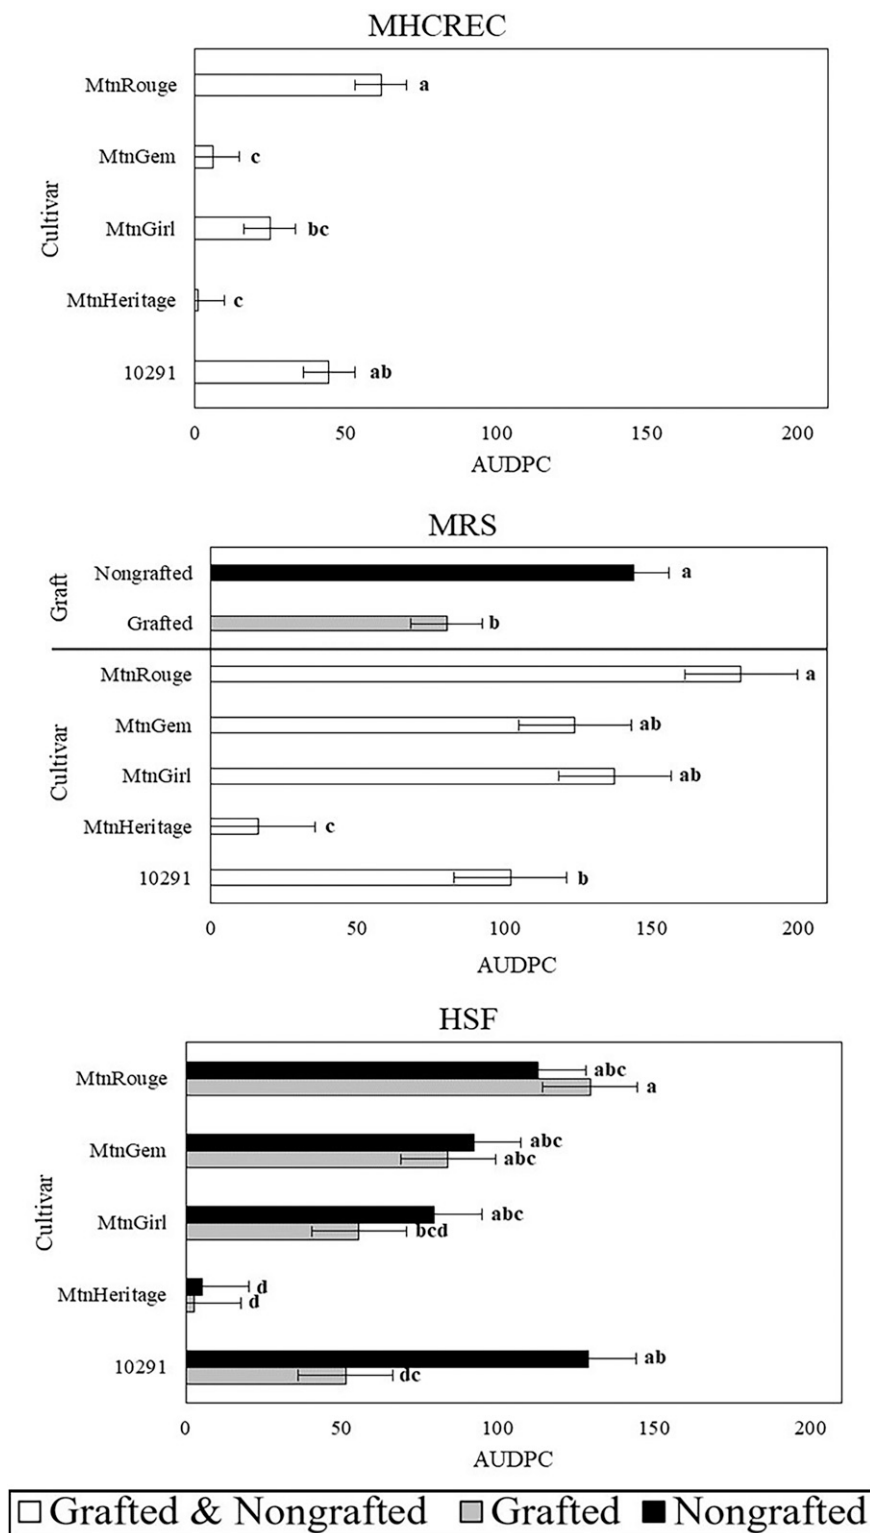 MHCREC
Cultivar
MtnRouge a
MtnGem c
MtnGirl bc
MtnHeritage c
10291 ab
0 50 100 150 200
AUDPC
MRS
Graft
Nongrafted a
Grafted b
Cultivar
MtnRouge a
MtnGem ab
MtnGirl ab
MtnHeritage c
10291 b
0 50 100 150 200
AUDPC
HSF
Cultivar
MtnRouge abc
a
MtnGem abc
abc
MtnGirl abc
bcd
MtnHeritage d
d
10291 ab
dc
0 50 100 150 200
AUDPC
Grafted & Nongrafted Grafted Nongrafted